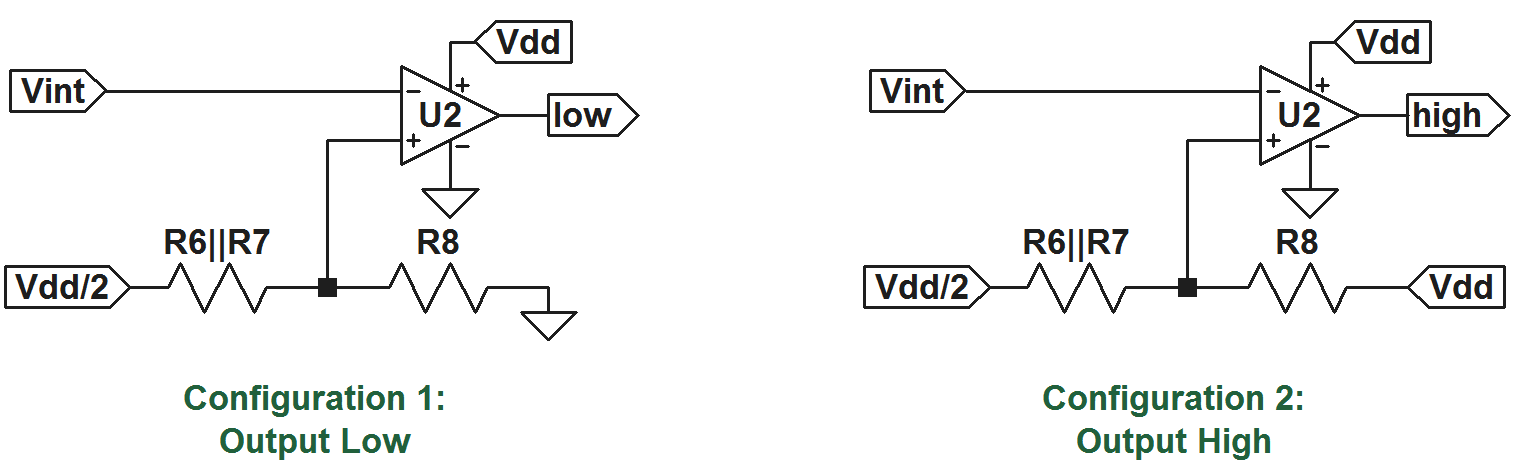 Vdd
Vint
U2
low
R6||R7
R8
Vdd/2
Configuration 1:
Output Low
Vdd
Vint
U2
high
R6||R7
R8
Vdd/2
Vdd
Configuration 2:
Output High